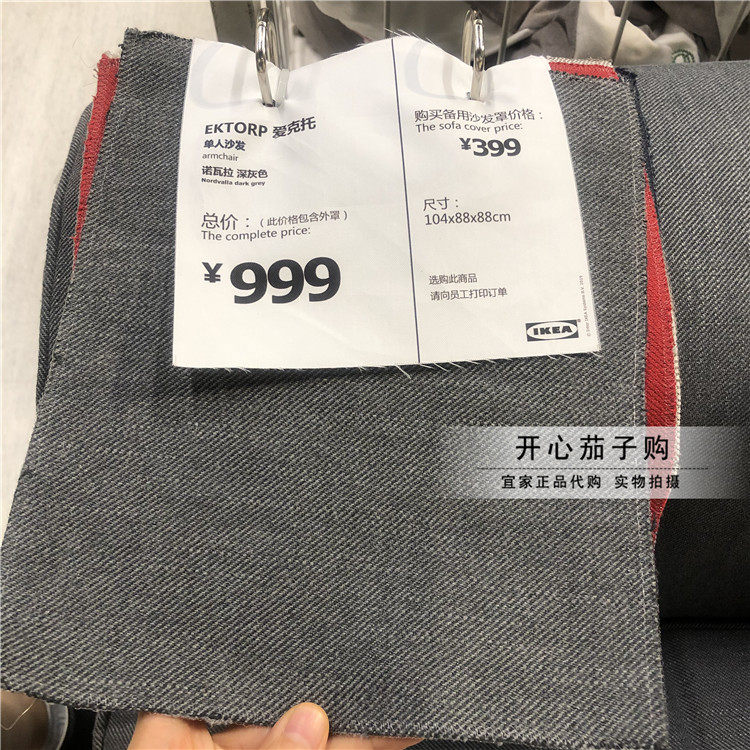 EKTORP 爱克托
单人沙发
armchair
诺瓦拉 深灰色
Nordvalla dark grey
总价：（此价格包含外罩）
The complete price:
¥999
购买备用沙发罩价格：
The sofa cover price:
¥399
尺寸：
104x88x88cm
选购此商品
请向员工打印订单
IKEA
开心茄子购
宜家正品代购 实物拍摄